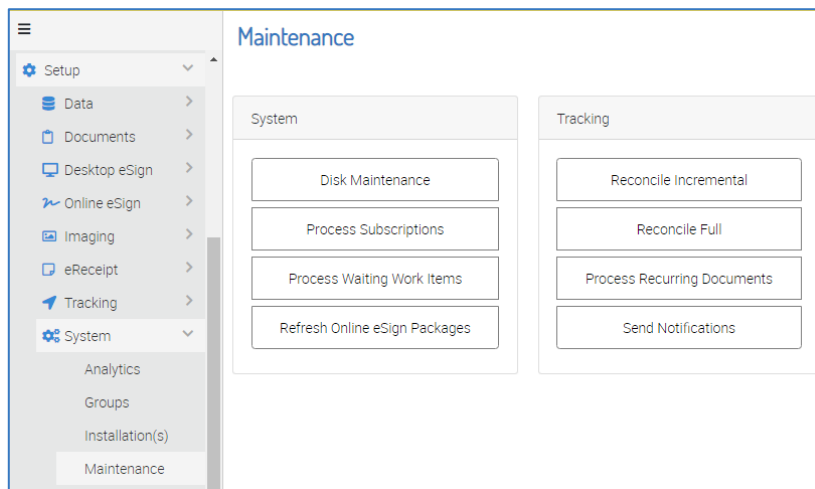 Maintenance
Setup
Data
Documents
Desktop eSign
Online eSign
Imaging
eReceipt
Tracking
System
Analytics
Groups
Installation(s)
Maintenance
System
Disk Maintenance
Process Subscriptions
Process Waiting Work Items
Refresh Online eSign Packages
Tracking
Reconcile Incremental
Reconcile Full
Process Recurring Documents
Send Notifications